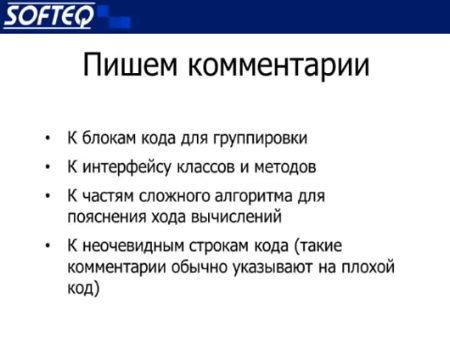 SOFTEQ
Пишем комментарии
• К блокам кода для группировки
• К интерфейсу классов и методов
• К частям сложного алгоритма для
пояснения хода вычислений
• К неочевидным строкам кода (такие
комментарии обычно указывают на плохой
код)